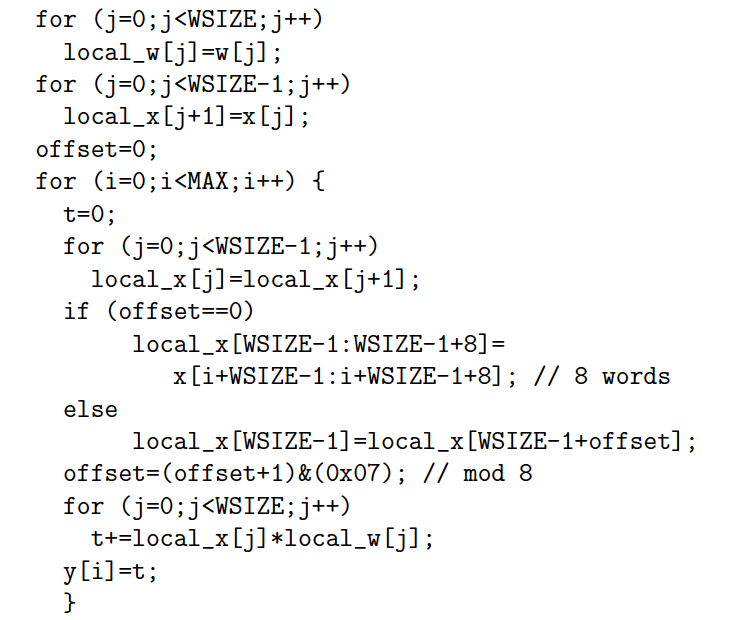 for (j=0;j<WSIZE;j++)
  local_w[j]=w[j];
for (j=0;j<WSIZE-1;j++)
  local_x[j+1]=x[j];
offset=0;
for (i=0;i<MAX;i++) {
  t=0;
  for (j=0;j<WSIZE-1;j++)
    local_x[j]=local_x[j+1];
  if (offset==0)
       local_x[WSIZE-1:WSIZE-1+8]=
          x[i+WSIZE-1:i+WSIZE-1+8]; // 8 words
  else
       local_x[WSIZE-1]=local_x[WSIZE-1+offset];
  offset=(offset+1)&(0x07); // mod 8
  for (j=0;j<WSIZE;j++)
    t+=local_x[j]*local_w[j];
  y[i]=t;
  }